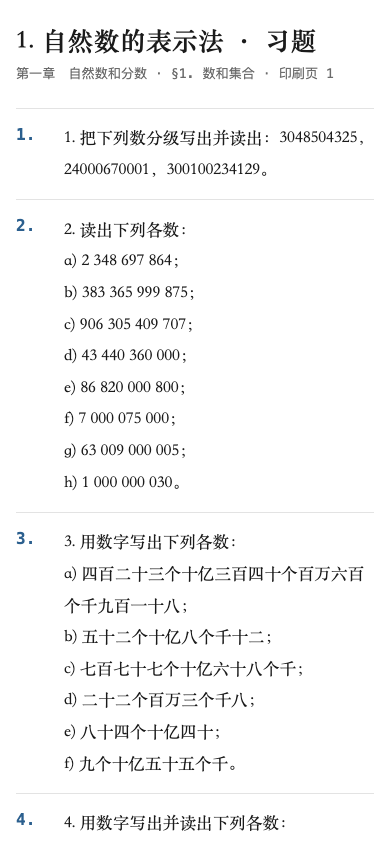 1. 自然数的表示法 · 习题
第一章 自然数和分数 · §1. 数和集合 · 印刷页 1
1. 1. 把下列数分级写出并读出：3048504325，
24000670001，300100234129。
2. 2. 读出下列各数：
a) 2 348 697 864；
b) 383 365 999 875；
c) 906 305 409 707；
d) 43 440 360 000；
e) 86 820 000 800；
f) 7 000 075 000；
g) 63 009 000 005；
h) 1 000 000 030。
3. 3. 用数字写出下列各数：
a) 四百二十三个十亿三百四十个百万六百
个千九百一十八；
b) 五十二个十亿八个千十二；
c) 七百七十七个十亿六十八个千；
d) 二十二个百万三个千八；
e) 八十四个十亿四十；
f) 九个十亿五十五个千。
4. 4. 用数字写出并读出下列各数：